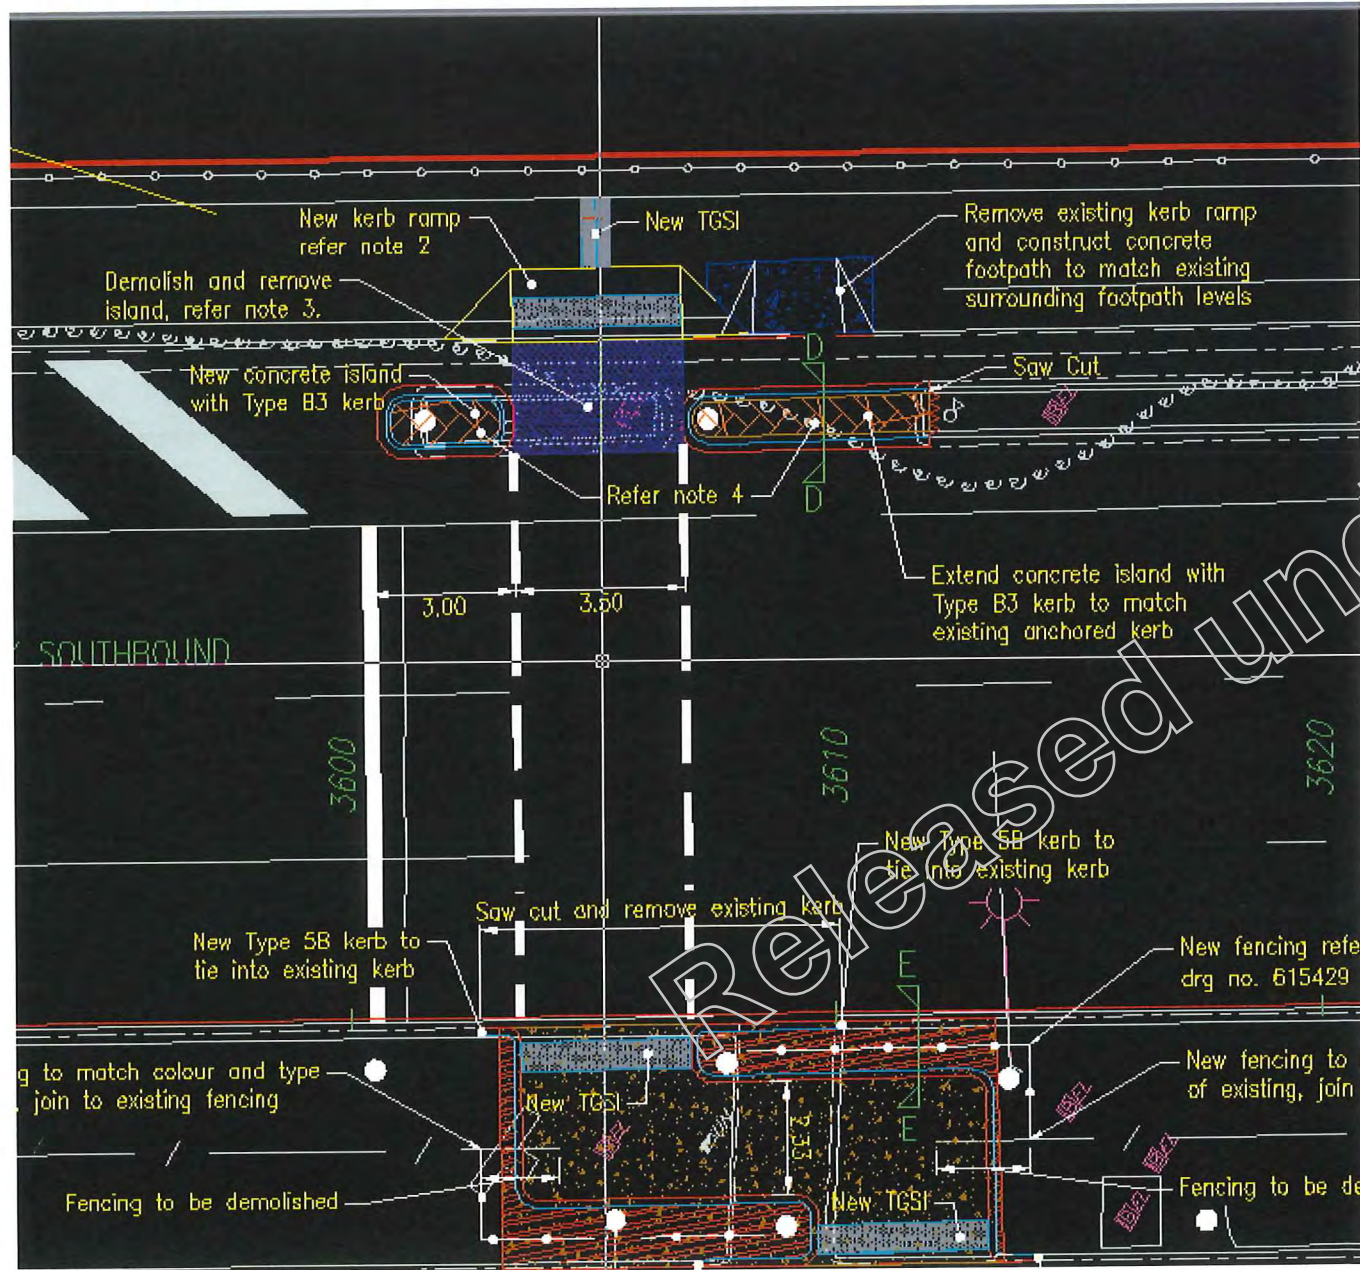 New kerb ramp
refer note 2
New TGSI
Remove existing kerb ramp
and construct concrete
footpath to match existing
surrounding footpath levels
Demolish and remove
island, refer note 3.
New concrete island
with Type B3 kerb
D
Saw Cut
Refer note 4
D
Extend concrete island with
Type B3 kerb to match
existing anchored kerb
3.00
3.50
SOUTHBOUND
3600
3610
3620
New Type SB kerb to
tie into existing kerb
Saw cut and remove existing kerb
New Type SB kerb to
tie into existing kerb
E
New fencing refe
drg no. 615429
g to match colour and type
join to existing fencing
New TGSI
2.33
E
New fencing to
of existing, join
Fencing to be demolished
New TGSI
Fencing to be de
Released und